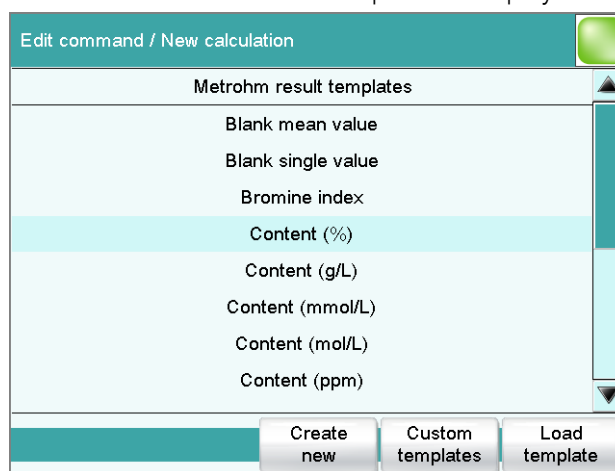 Edit command / New calculation
Metrohm result templates
Blank mean value
Blank single value
Bromine index
Content (%)
Content (g/L)
Content (mmol/L)
Content (mol/L)
Content (ppm)
Create
new
Custom
templates
Load
template